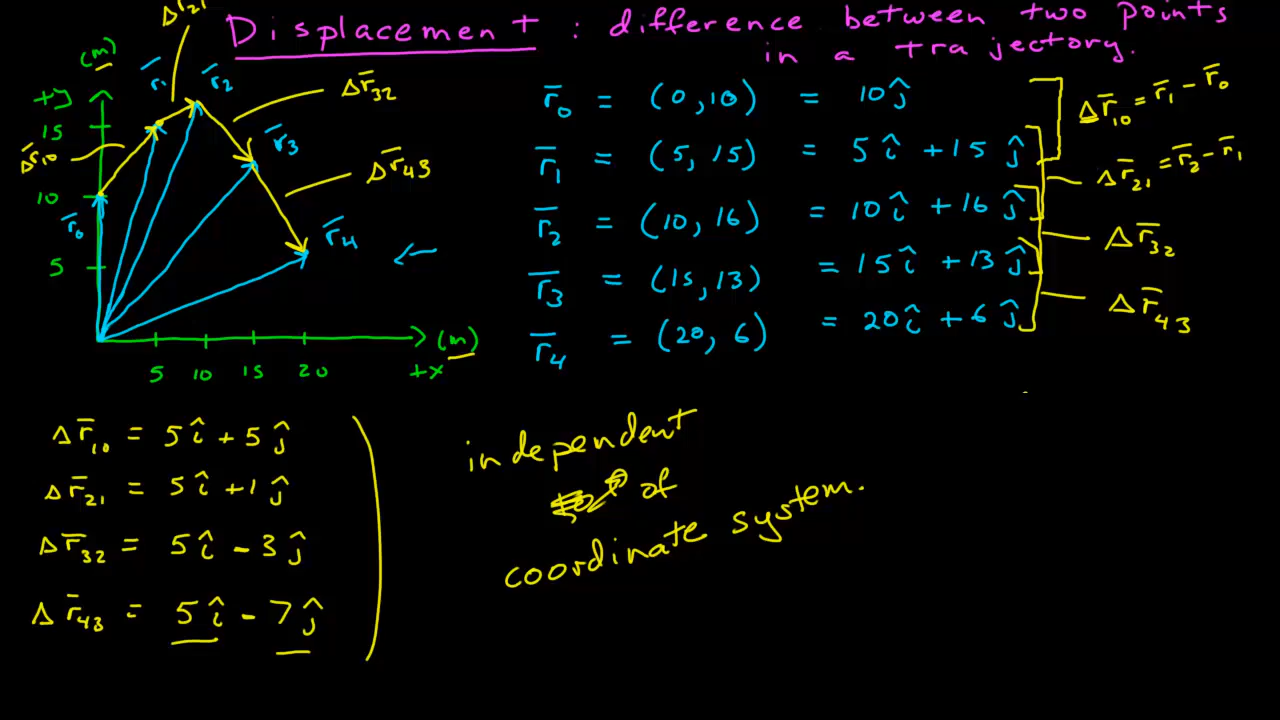 Displacement : difference between two points
in a trajectory.
Δr̅₂₁
(m)
+y
r̅₁
r̅₂
Δr̅₃₂
15
Δr̅₁₀
r̅₃
Δr̅₄₃
10
r̅₀
r̅₄
5
(m)
5 10 15 20 +x
r̅₀ = (0,10) = 10ĵ
r̅₁ = (5, 15) = 5î + 15ĵ
r̅₂ = (10, 16) = 10î + 16ĵ
r̅₃ = (15, 13) = 15î + 13ĵ
r̅₄ = (20, 6) = 20î + 6ĵ
Δr̅₁₀ = r̅₁ - r̅₀
Δr̅₂₁ = r̅₂ - r̅₁
Δr̅₃₂
Δr̅₄₃
Δr̅₁₀ = 5î + 5ĵ
Δr̅₂₁ = 5î + 1ĵ
Δr̅₃₂ = 5î - 3ĵ
Δr̅₄₃ = 5î - 7ĵ
independent
of
coordinate system.